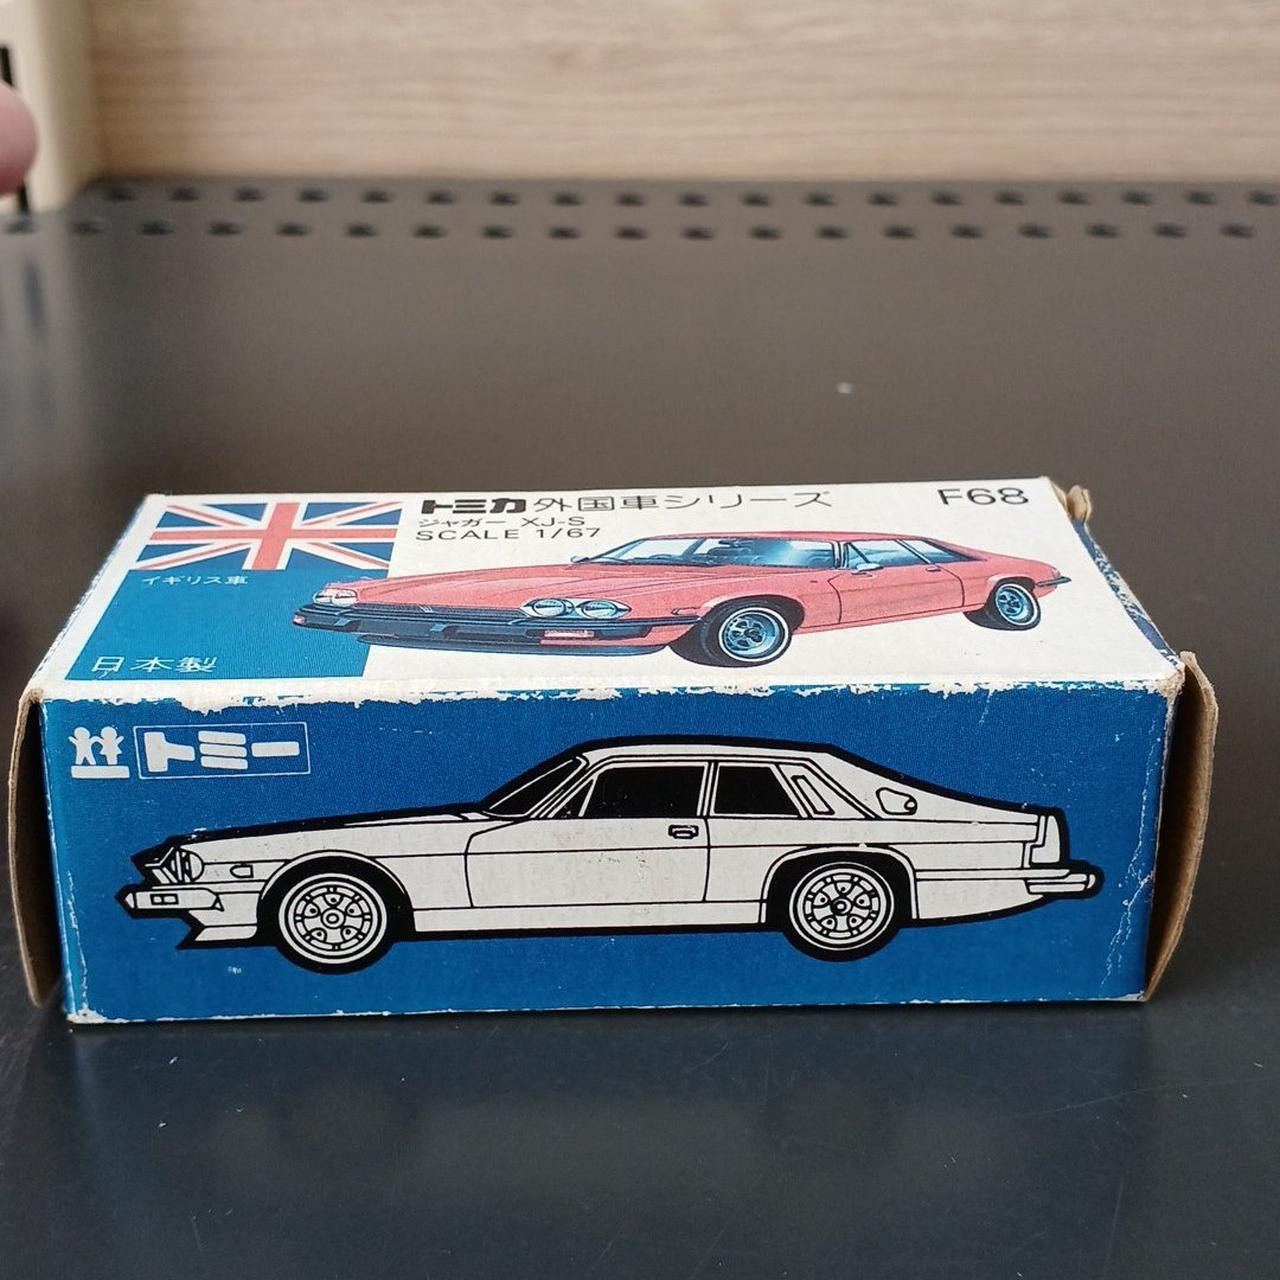 トミカ 外国車シリーズ
F68
ジャガー XJ-S
SCALE 1/67
イギリス車
日本製
トミー